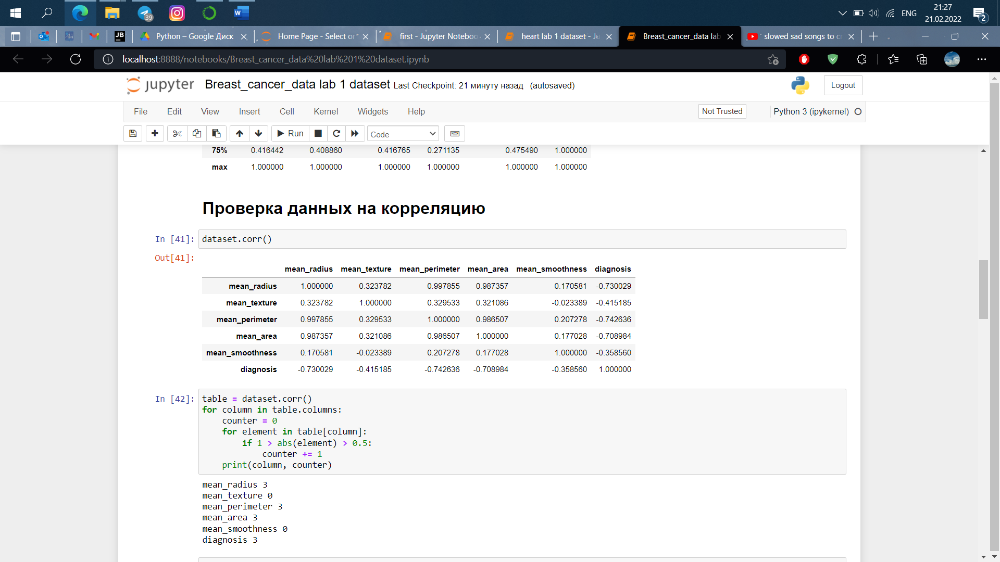 39
ENG
21:27
21.02.2022
2
JB
Python – Google Диск
Home Page - Select or
first - Jupyter Noteboo
heart lab 1 dataset - Ju
Breast_cancer_data lab
slowed sad songs to cr
localhost:8888/notebooks/Breast_cancer_data%20lab%201%20dataset.ipynb
jupyter Breast_cancer_data lab 1 dataset Last Checkpoint: 21 минуту назад (autosaved)
Logout
File Edit View Insert Cell Kernel Widgets Help
Not Trusted
Python 3 (ipykernel)
Run
Code
75% 0.416442 0.408860 0.416765 0.271135 0.475490 1.000000
max 1.000000 1.000000 1.000000 1.000000 1.000000 1.000000
Проверка данных на корреляцию
In [41]: dataset.corr()
Out[41]:
mean_radius mean_texture mean_perimeter mean_area mean_smoothness diagnosis
mean_radius 1.000000 0.323782 0.997855 0.987357 0.170581 -0.730029
mean_texture 0.323782 1.000000 0.329533 0.321086 -0.023389 -0.415185
mean_perimeter 0.997855 0.329533 1.000000 0.986507 0.207278 -0.742636
mean_area 0.987357 0.321086 0.986507 1.000000 0.177028 -0.708984
mean_smoothness 0.170581 -0.023389 0.207278 0.177028 1.000000 -0.358560
diagnosis -0.730029 -0.415185 -0.742636 -0.708984 -0.358560 1.000000
In [42]: table = dataset.corr()
for column in table.columns:
    counter = 0
    for element in table[column]:
        if 1 > abs(element) > 0.5:
            counter += 1
    print(column, counter)
mean_radius 3
mean_texture 0
mean_perimeter 3
mean_area 3
mean_smoothness 0
diagnosis 3